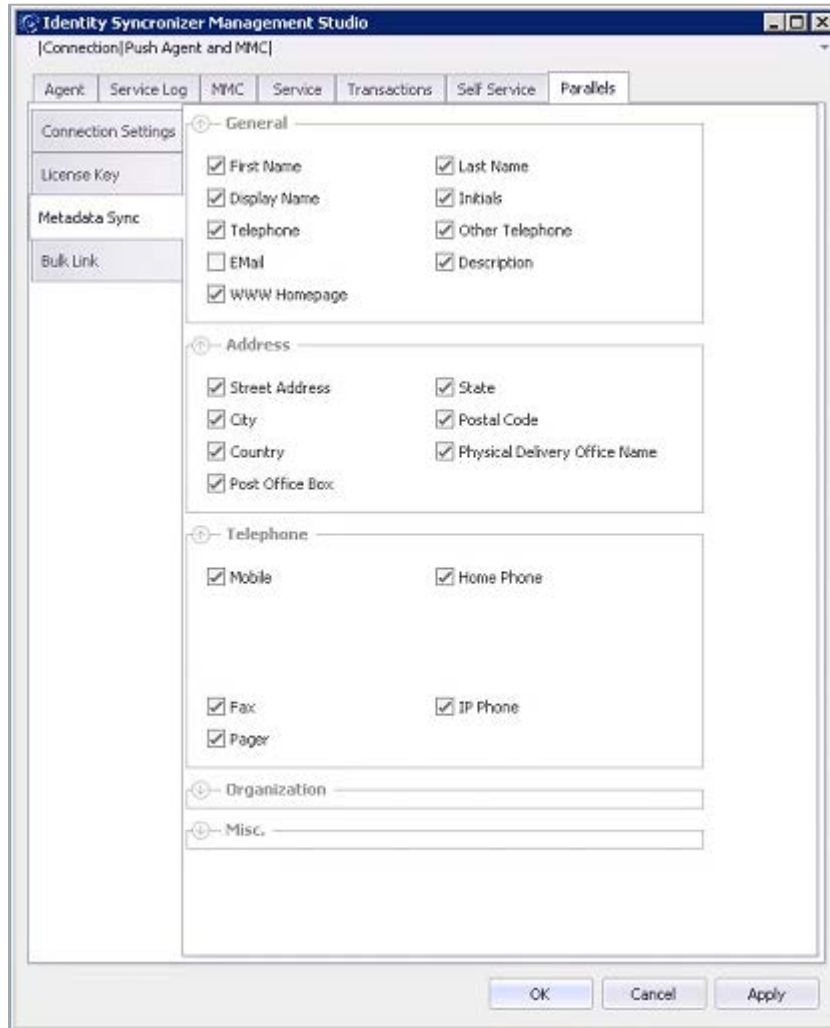 Identity Syncronizer Management Studio
|Connection|Push Agent and MMC|
Agent Service Log MMC Service Transactions Self Service Parallels
Connection Settings
License Key
Metadata Sync
Bulk Link
General
First Name Last Name
Display Name Initials
Telephone Other Telephone
EMail Description
WWW Homepage
Address
Street Address State
City Postal Code
Country Physical Delivery Office Name
Post Office Box
Telephone
Mobile Home Phone
Fax IP Phone
Pager
Organization
Misc.
OK Cancel Apply